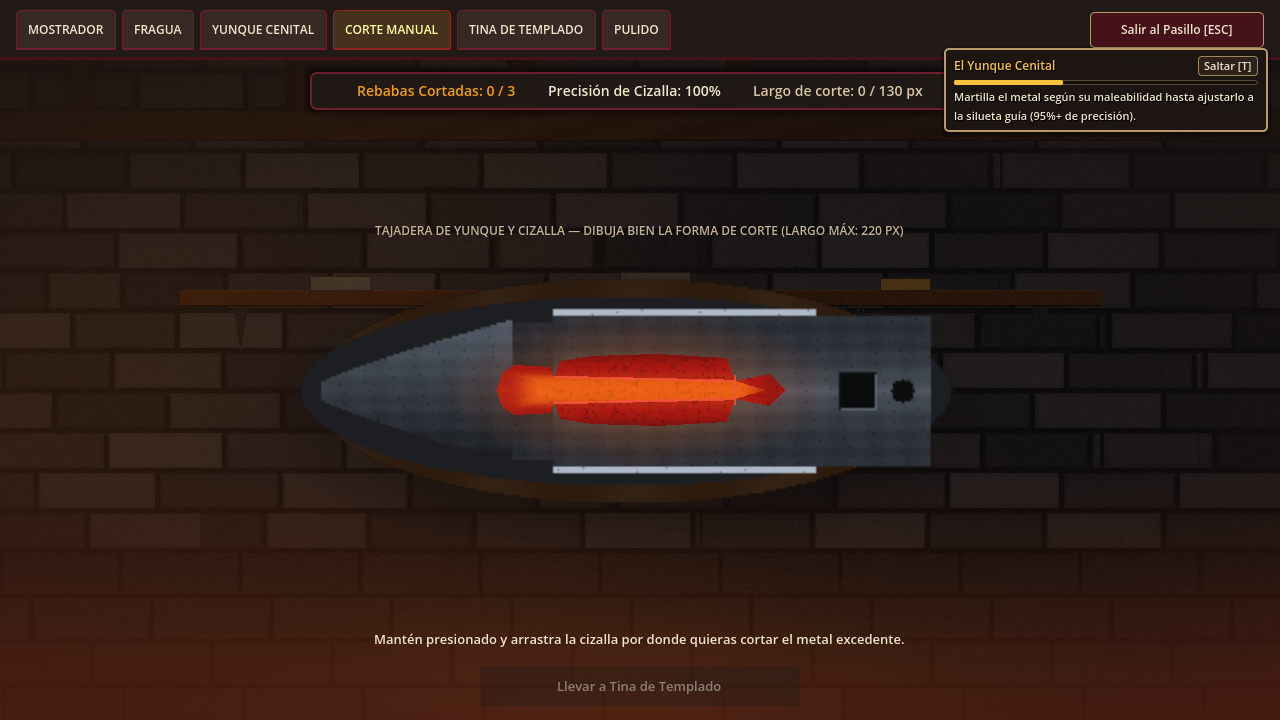 MOSTRADOR
FRAGUA
YUNQUE CENITAL
CORTE MANUAL
TINA DE TEMPLADO
PULIDO
Salir al Pasillo [ESC]
El Yunque Cenital
Saltar [T]
Martilla el metal según su maleabilidad hasta ajustarlo a
la silueta guía (95%+ de precisión).
Rebabas Cortadas: 0 / 3
Precisión de Cizalla: 100%
Largo de corte: 0 / 130 px
TAJADERA DE YUNQUE Y CIZALLA — DIBUJA BIEN LA FORMA DE CORTE (LARGO MÁX: 220 PX)
Mantén presionado y arrastra la cizalla por donde quieras cortar el metal excedente.
Llevar a Tina de Templado